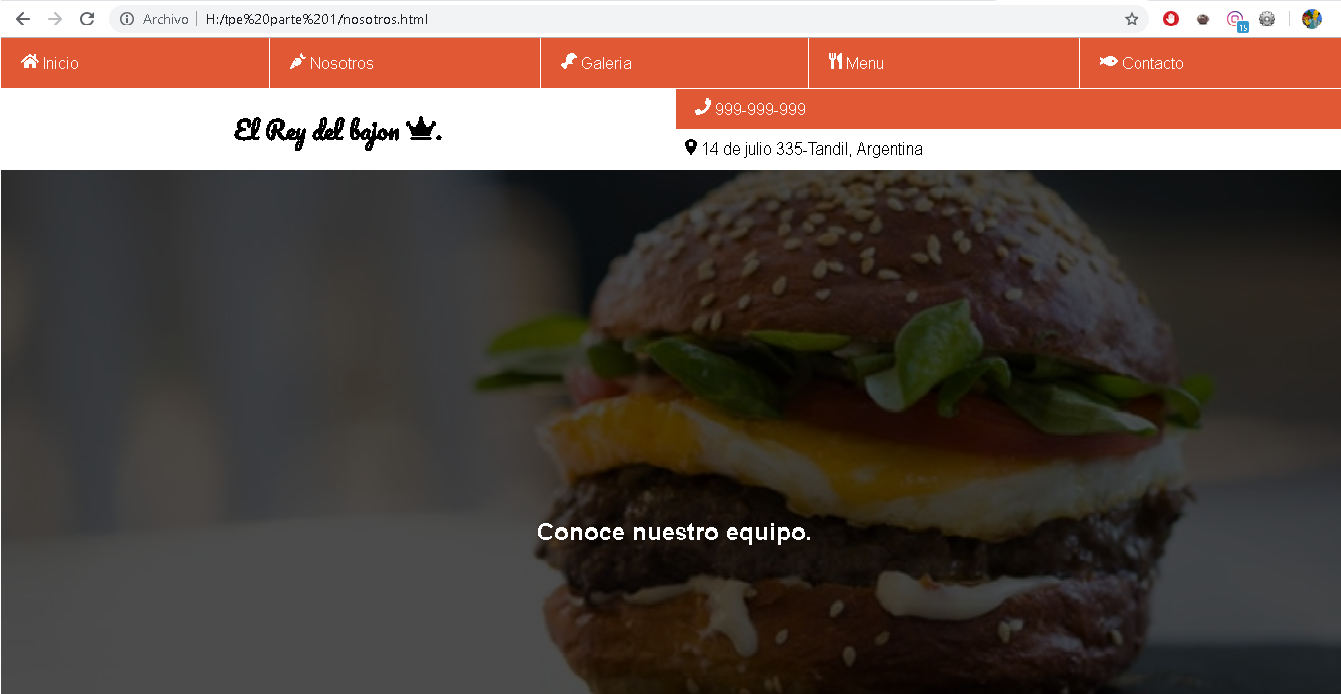 Archivo | H:/tpe%20parte%201/nosotros.html
15
Inicio Nosotros Galeria Menu Contacto
El Rey del bajon .
999-999-999
14 de julio 335-Tandil, Argentina
Conoce nuestro equipo.